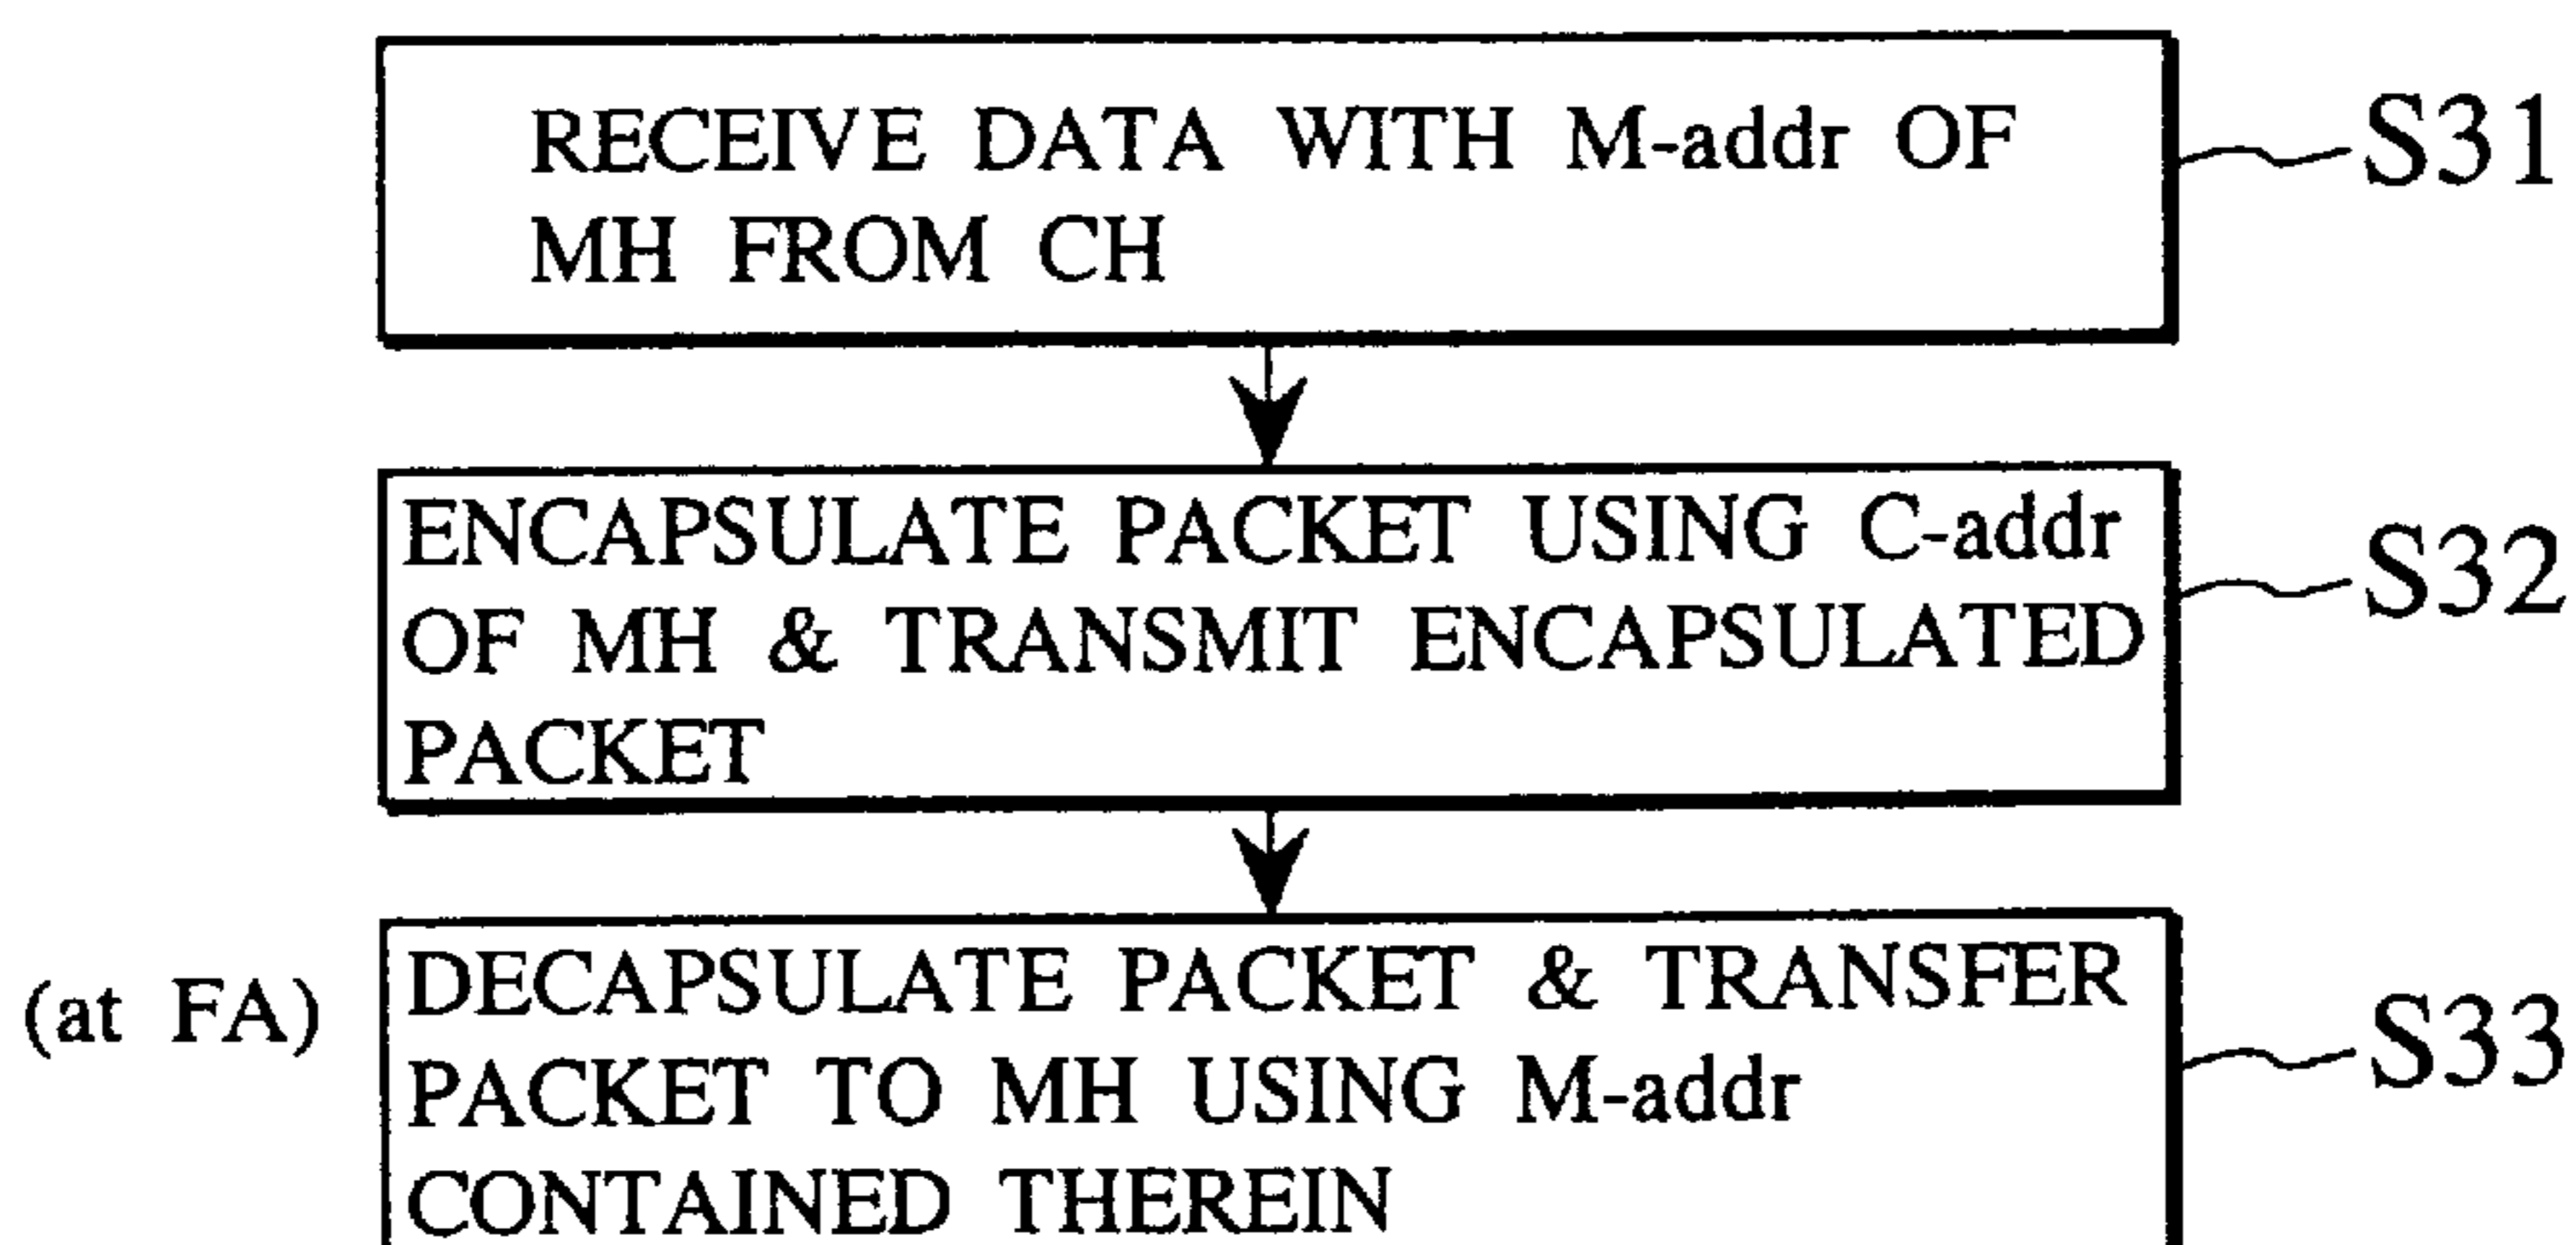 RECEIVE DATA WITH M-addr OF
MH FROM CH
S31
ENCAPSULATE PACKET USING C-addr
OF MH & TRANSMIT ENCAPSULATED
PACKET
S32
(at FA)
DECAPSULATE PACKET & TRANSFER
PACKET TO MH USING M-addr
CONTAINED THEREIN
S33